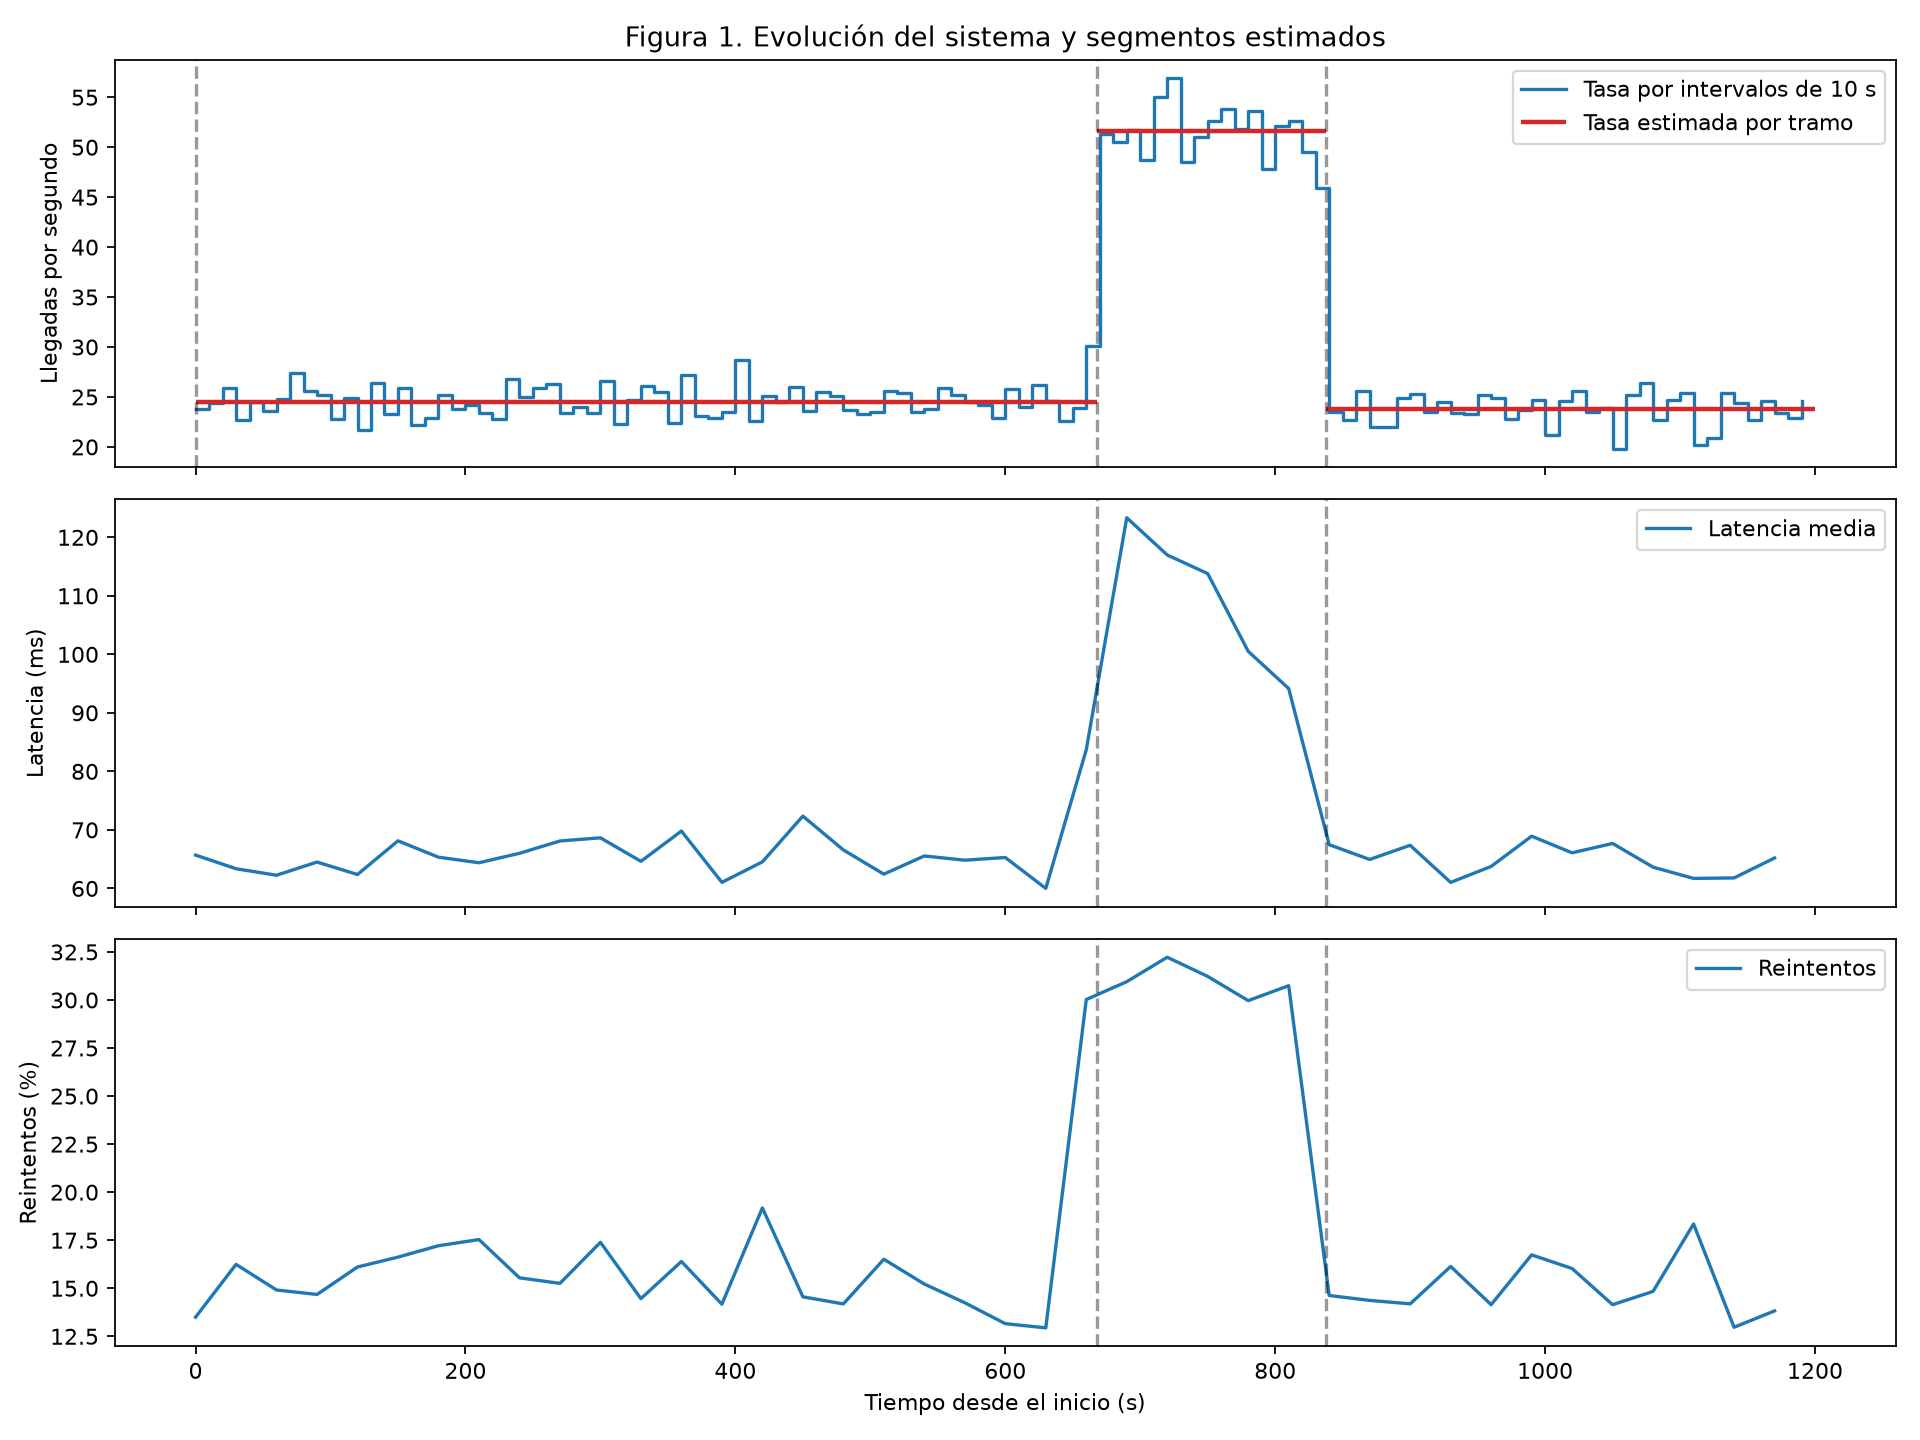 Figura 1. Evolución del sistema y segmentos estimados
Llegadas por segundo
55
50
45
40
35
30
25
20
Tasa por intervalos de 10 s
Tasa estimada por tramo
Latencia (ms)
120
110
100
90
80
70
60
Latencia media
Reintentos (%)
32.5
30.0
27.5
25.0
22.5
20.0
17.5
15.0
12.5
Reintentos
0 200 400 600 800 1000 1200
Tiempo desde el inicio (s)